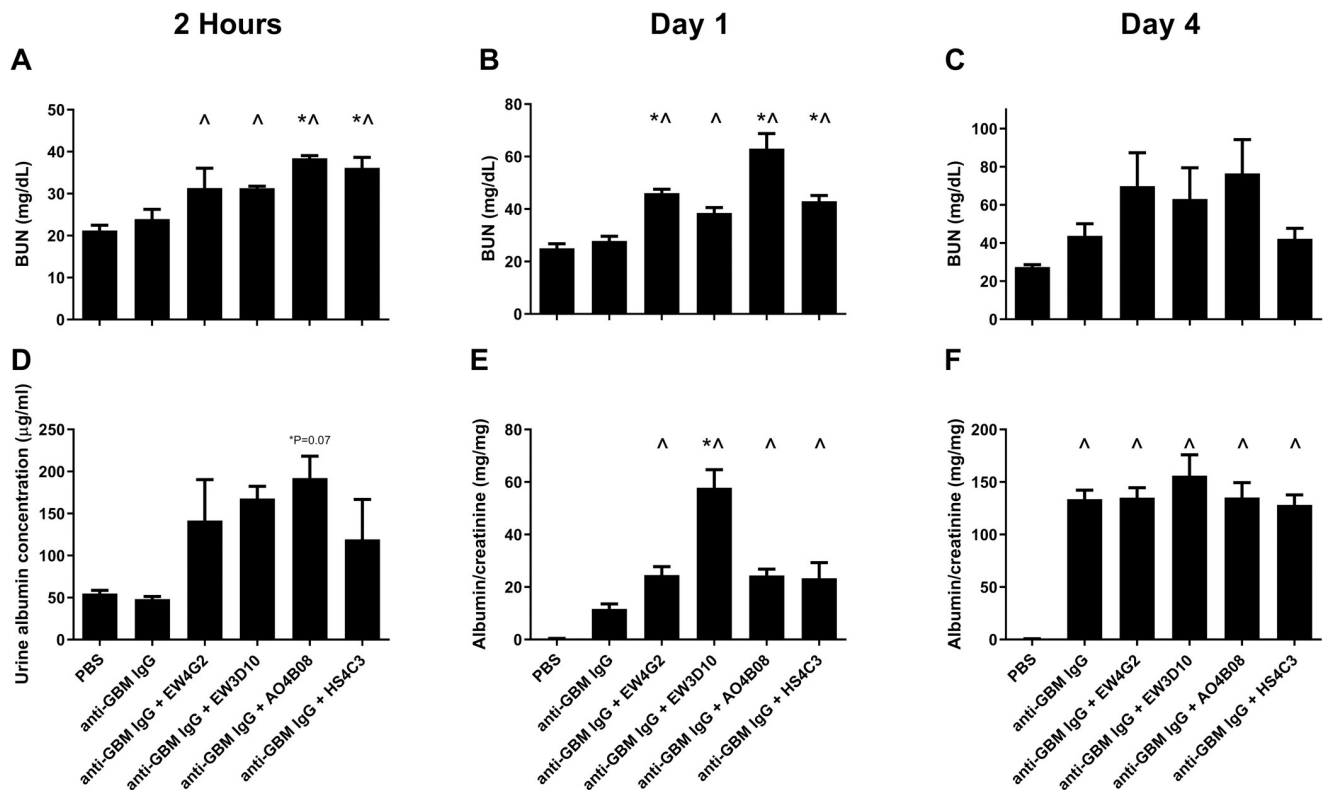 2 Hours
Day 1
Day 4
A
B
C
BUN (mg/dL)
50
40
30
20
10
0
^
^
*^
*^
BUN (mg/dL)
80
60
40
20
0
*^
^
*^
*^
BUN (mg/dL)
100
80
60
40
20
0
D
E
F
Urine albumin concentration (μg/ml)
250
200
150
100
50
0
*P=0.07
PBS
anti-GBM IgG
anti-GBM IgG + EW4G2
anti-GBM IgG + EW3D10
anti-GBM IgG + AO4B08
anti-GBM IgG + HS4C3
Albumin/creatinine (mg/mg)
80
60
40
20
0
^
*^
^
^
PBS
anti-GBM IgG
anti-GBM IgG + EW4G2
anti-GBM IgG + EW3D10
anti-GBM IgG + AO4B08
anti-GBM IgG + HS4C3
Albumin/creatinine (mg/mg)
200
150
100
50
0
^
^
^
^
^
PBS
anti-GBM IgG
anti-GBM IgG + EW4G2
anti-GBM IgG + EW3D10
anti-GBM IgG + AO4B08
anti-GBM IgG + HS4C3